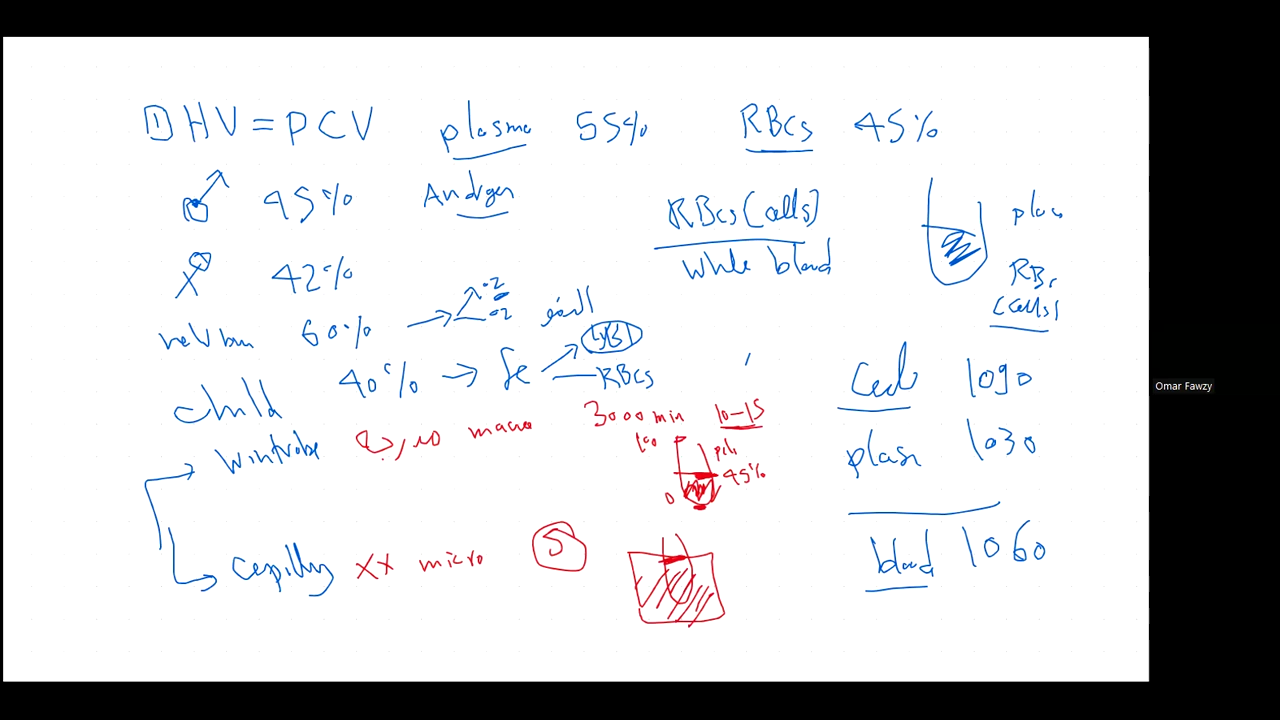 ① HV = PCV plasma 55% RBCs 45%
45% Androgen
42%
RBCs (cells)
whole blood
plas
RBCs
(cells)
newborn 60%
child 40% → Fe RBCs
Wintrobe macro 3000 min 10-15
100
45%
0
capillary XX micro 5
Cell 1090
plasm 1030
blood 1060
Omar Fawzy